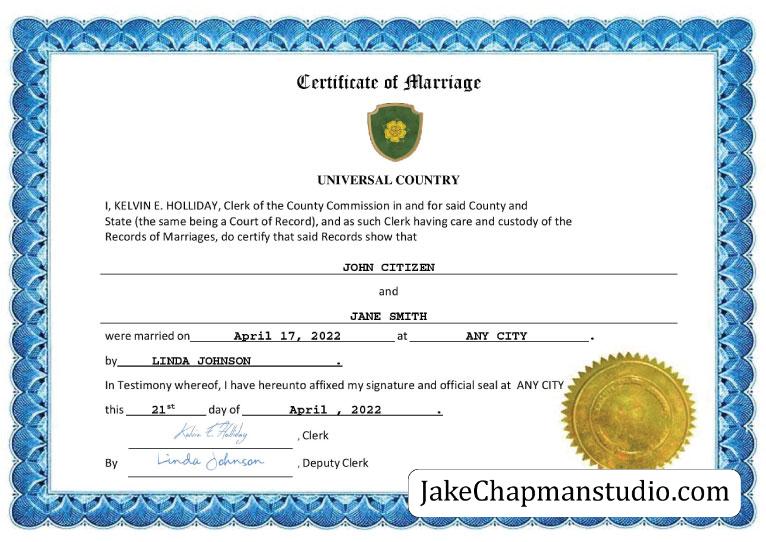 Certificate of Marriage
UNIVERSAL COUNTRY
I, KELVIN E. HOLLIDAY, Clerk of the County Commission in and for said County and
State (the same being a Court of Record), and as such Clerk having care and custody of the
Records of Marriages, do certify that said Records show that
JOHN CITIZEN
and
JANE SMITH
were married on April 17, 2022 at ANY CITY .
by LINDA JOHNSON .
In Testimony whereof, I have hereunto affixed my signature and official seal at ANY CITY
this 21st day of April , 2022 .
Kelvin E. Holliday , Clerk
By Linda Johnson , Deputy Clerk
JakeChapmanstudio.com